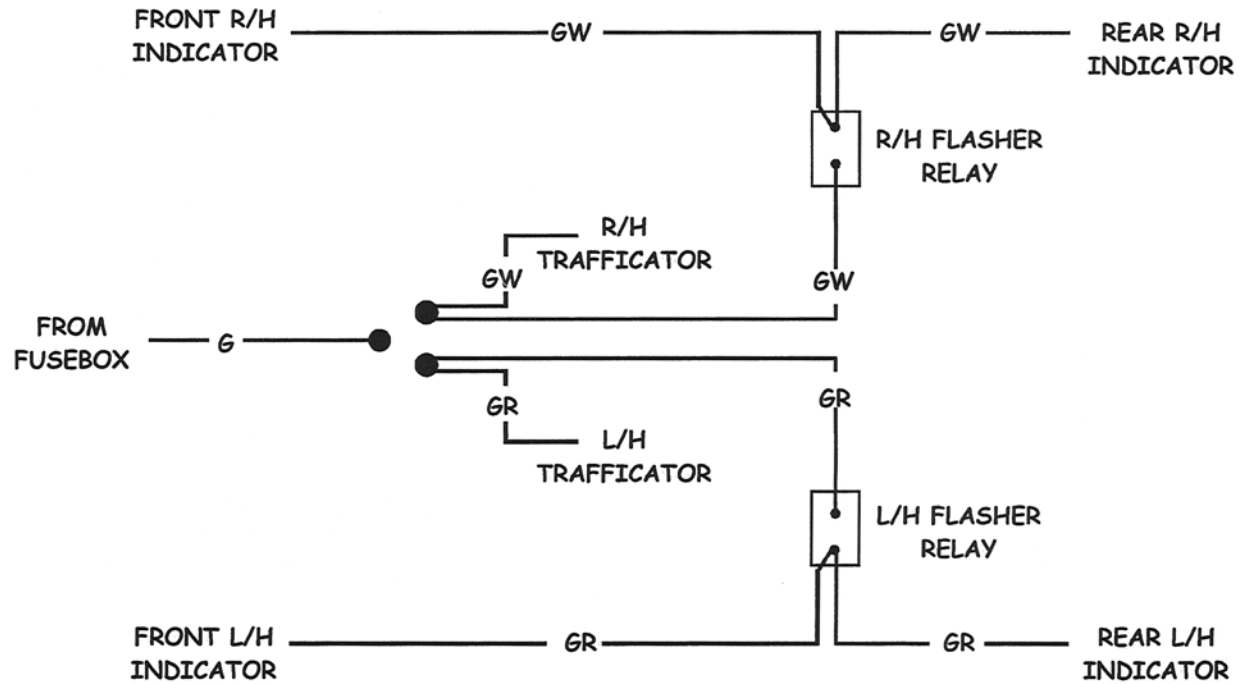 FRONT R/H
INDICATOR
GW
GW
REAR R/H
INDICATOR
R/H FLASHER
RELAY
R/H
TRAFFICATOR
GW
GW
FROM
FUSEBOX
G
GR
GR
L/H
TRAFFICATOR
L/H FLASHER
RELAY
FRONT L/H
INDICATOR
GR
GR
REAR L/H
INDICATOR